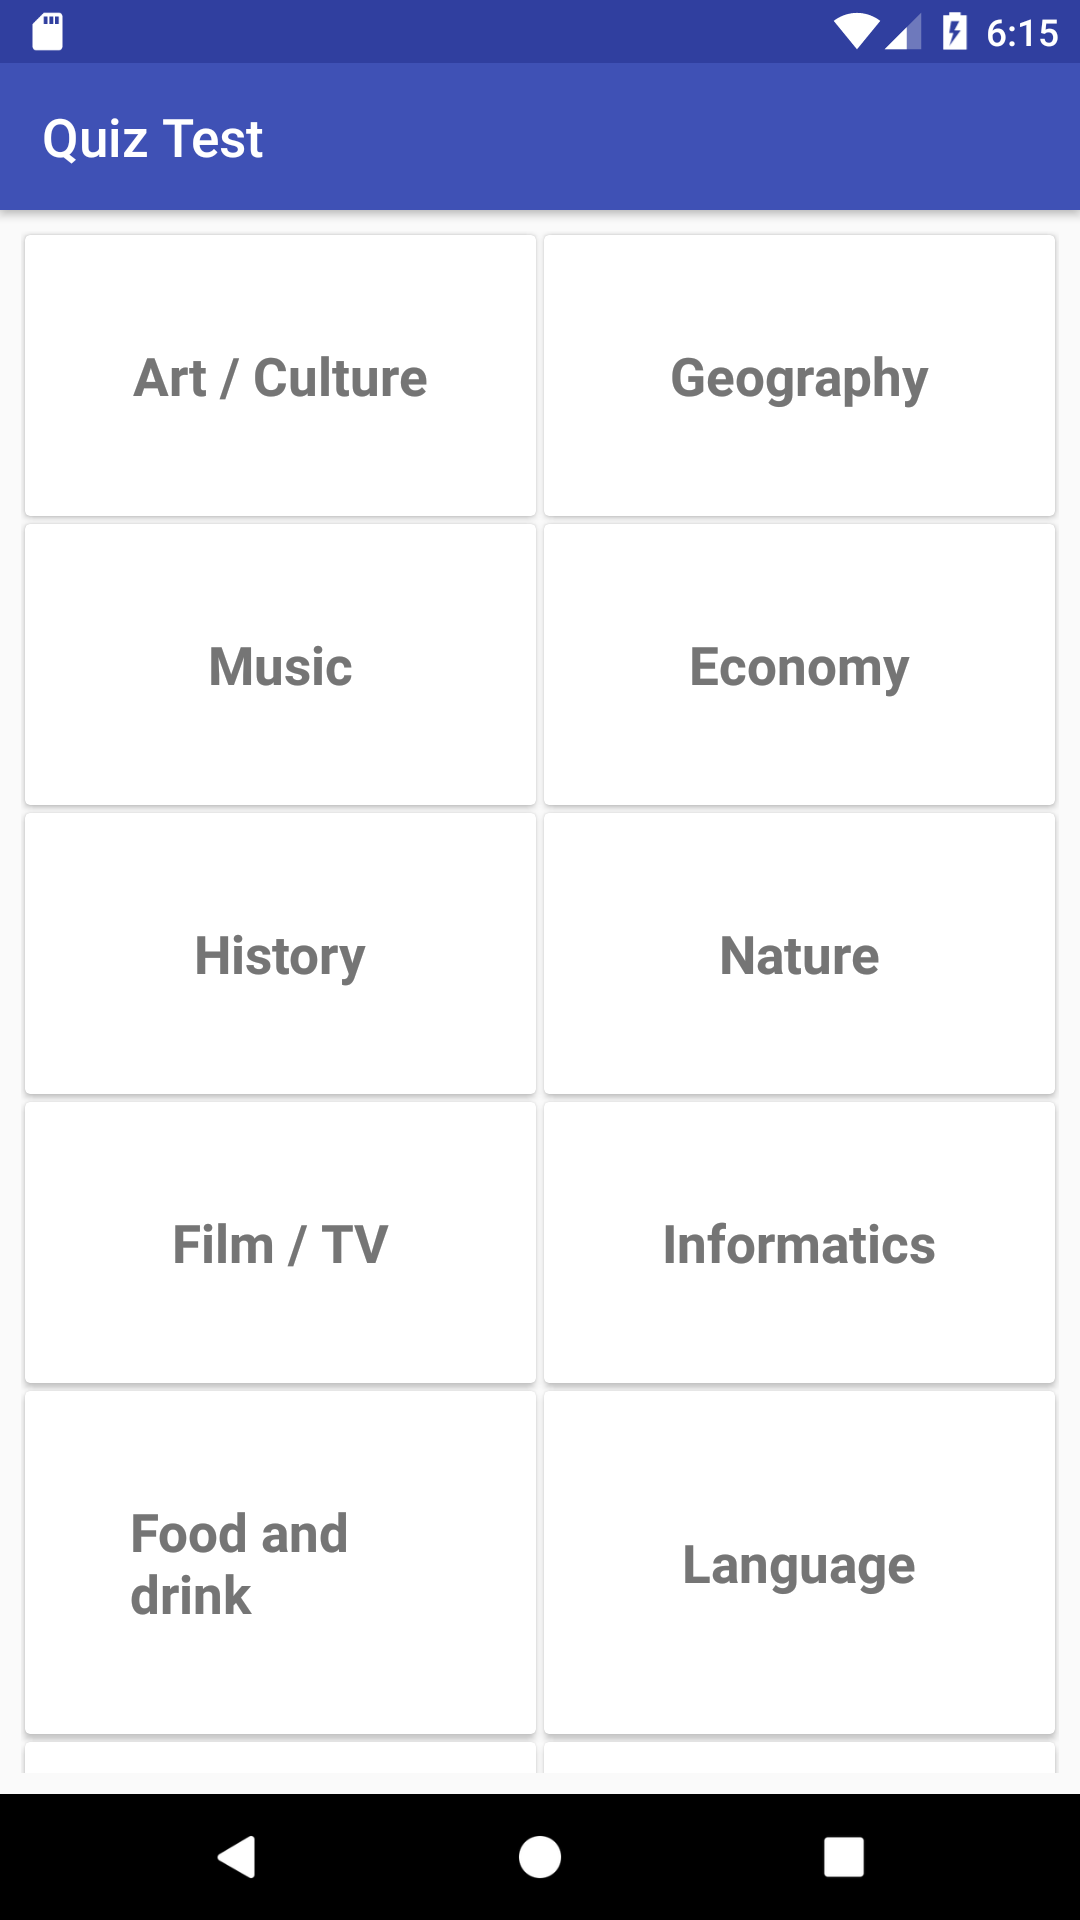 6:15
Quiz Test
Art / Culture
Geography
Music
Economy
History
Nature
Film / TV
Informatics
Food and
drink
Language